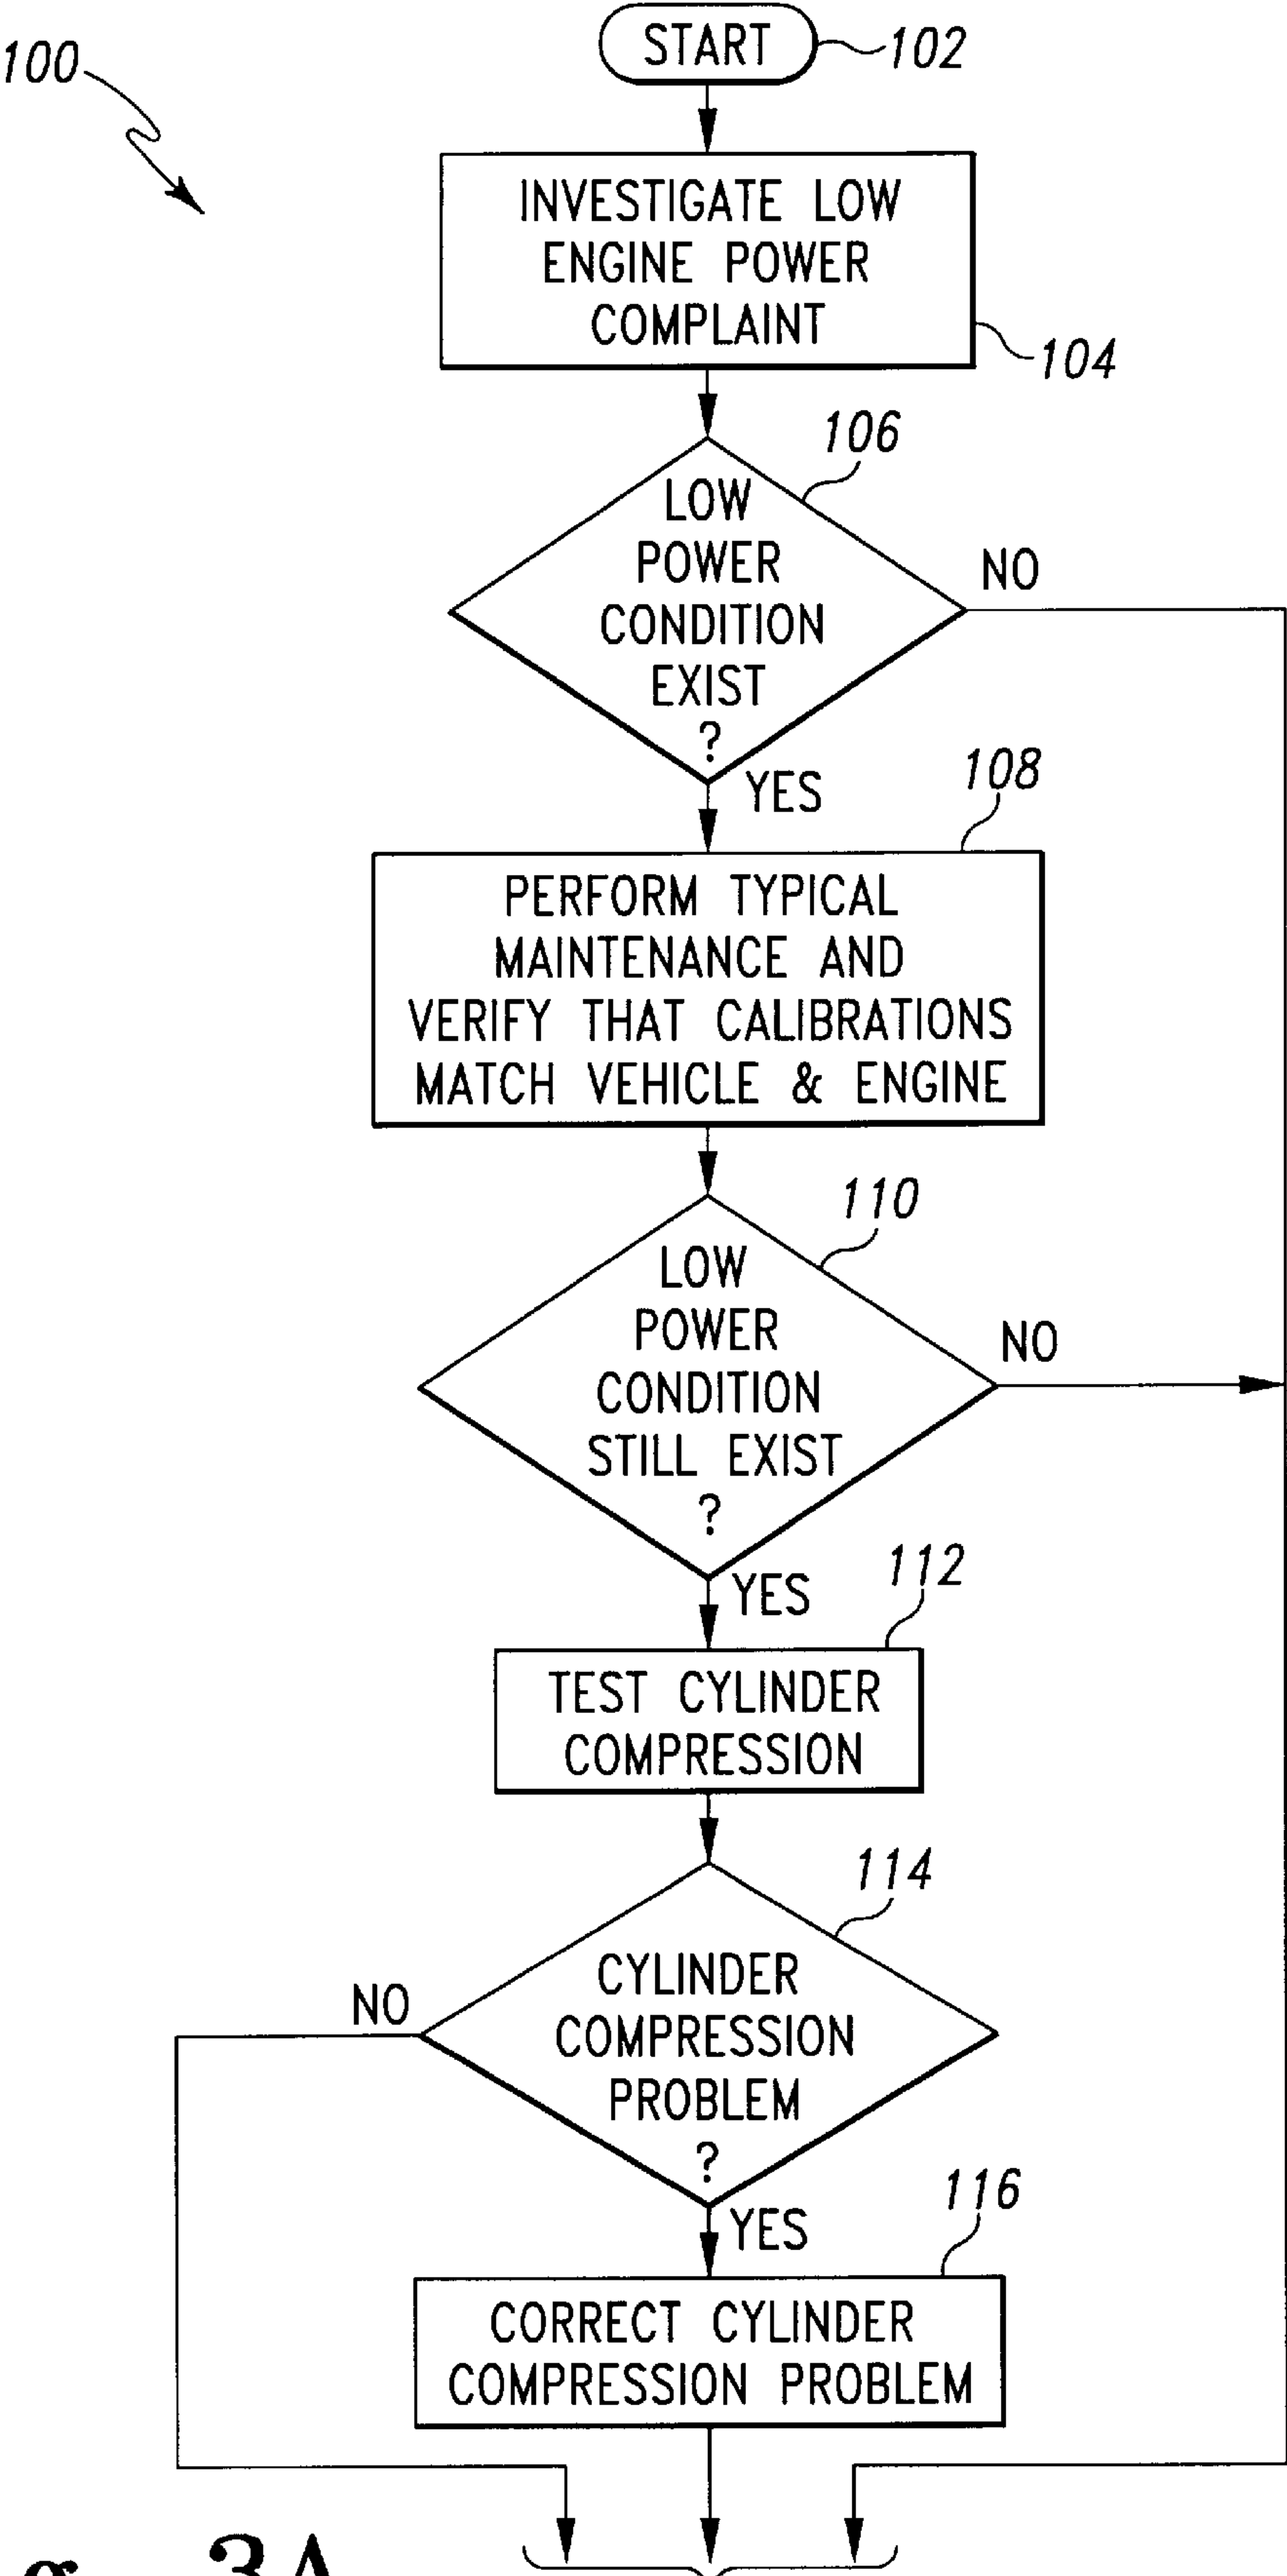 100
START
102
INVESTIGATE LOW
ENGINE POWER
COMPLAINT
104
106
LOW
POWER
CONDITION
EXIST
?
NO
YES
108
PERFORM TYPICAL
MAINTENANCE AND
VERIFY THAT CALIBRATIONS
MATCH VEHICLE & ENGINE
110
LOW
POWER
CONDITION
STILL EXIST
?
NO
YES
112
TEST CYLINDER
COMPRESSION
114
CYLINDER
COMPRESSION
PROBLEM
?
NO
YES
116
CORRECT CYLINDER
COMPRESSION PROBLEM
3A